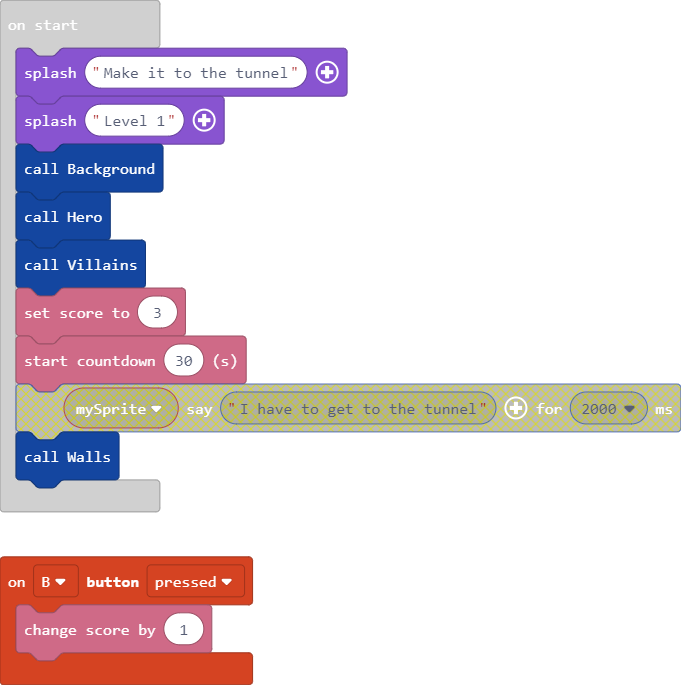 on start
splash "Make it to the tunnel"
splash "Level 1"
call Background
call Hero
call Villains
set score to 3
start countdown 30 (s)
mySprite say "I have to get to the tunnel" for 2000 ms
call Walls
on B button pressed
change score by 1